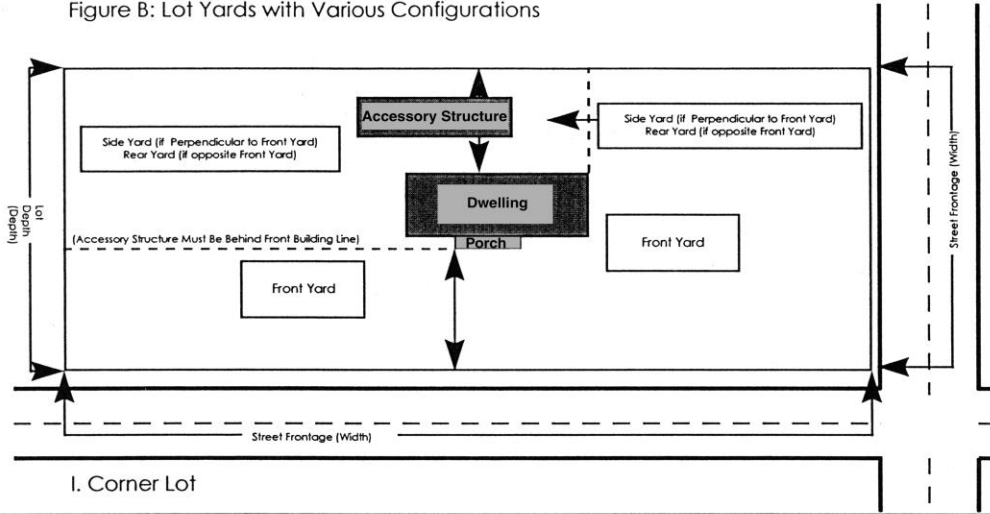 Figure B: Lot Yards with Various Configurations
Accessory Structure
Side Yard (if Perpendicular to Front Yard)
Rear Yard (if opposite Front Yard)
Side Yard (if Perpendicular to Front Yard)
Rear Yard (if opposite Front Yard)
Dwelling
Lot
Depth
(Depth)
Street Frontage (Width)
(Accessory Structure Must Be Behind Front Building Line)
Porch
Front Yard
Front Yard
Street Frontage (Width)
I. Corner Lot